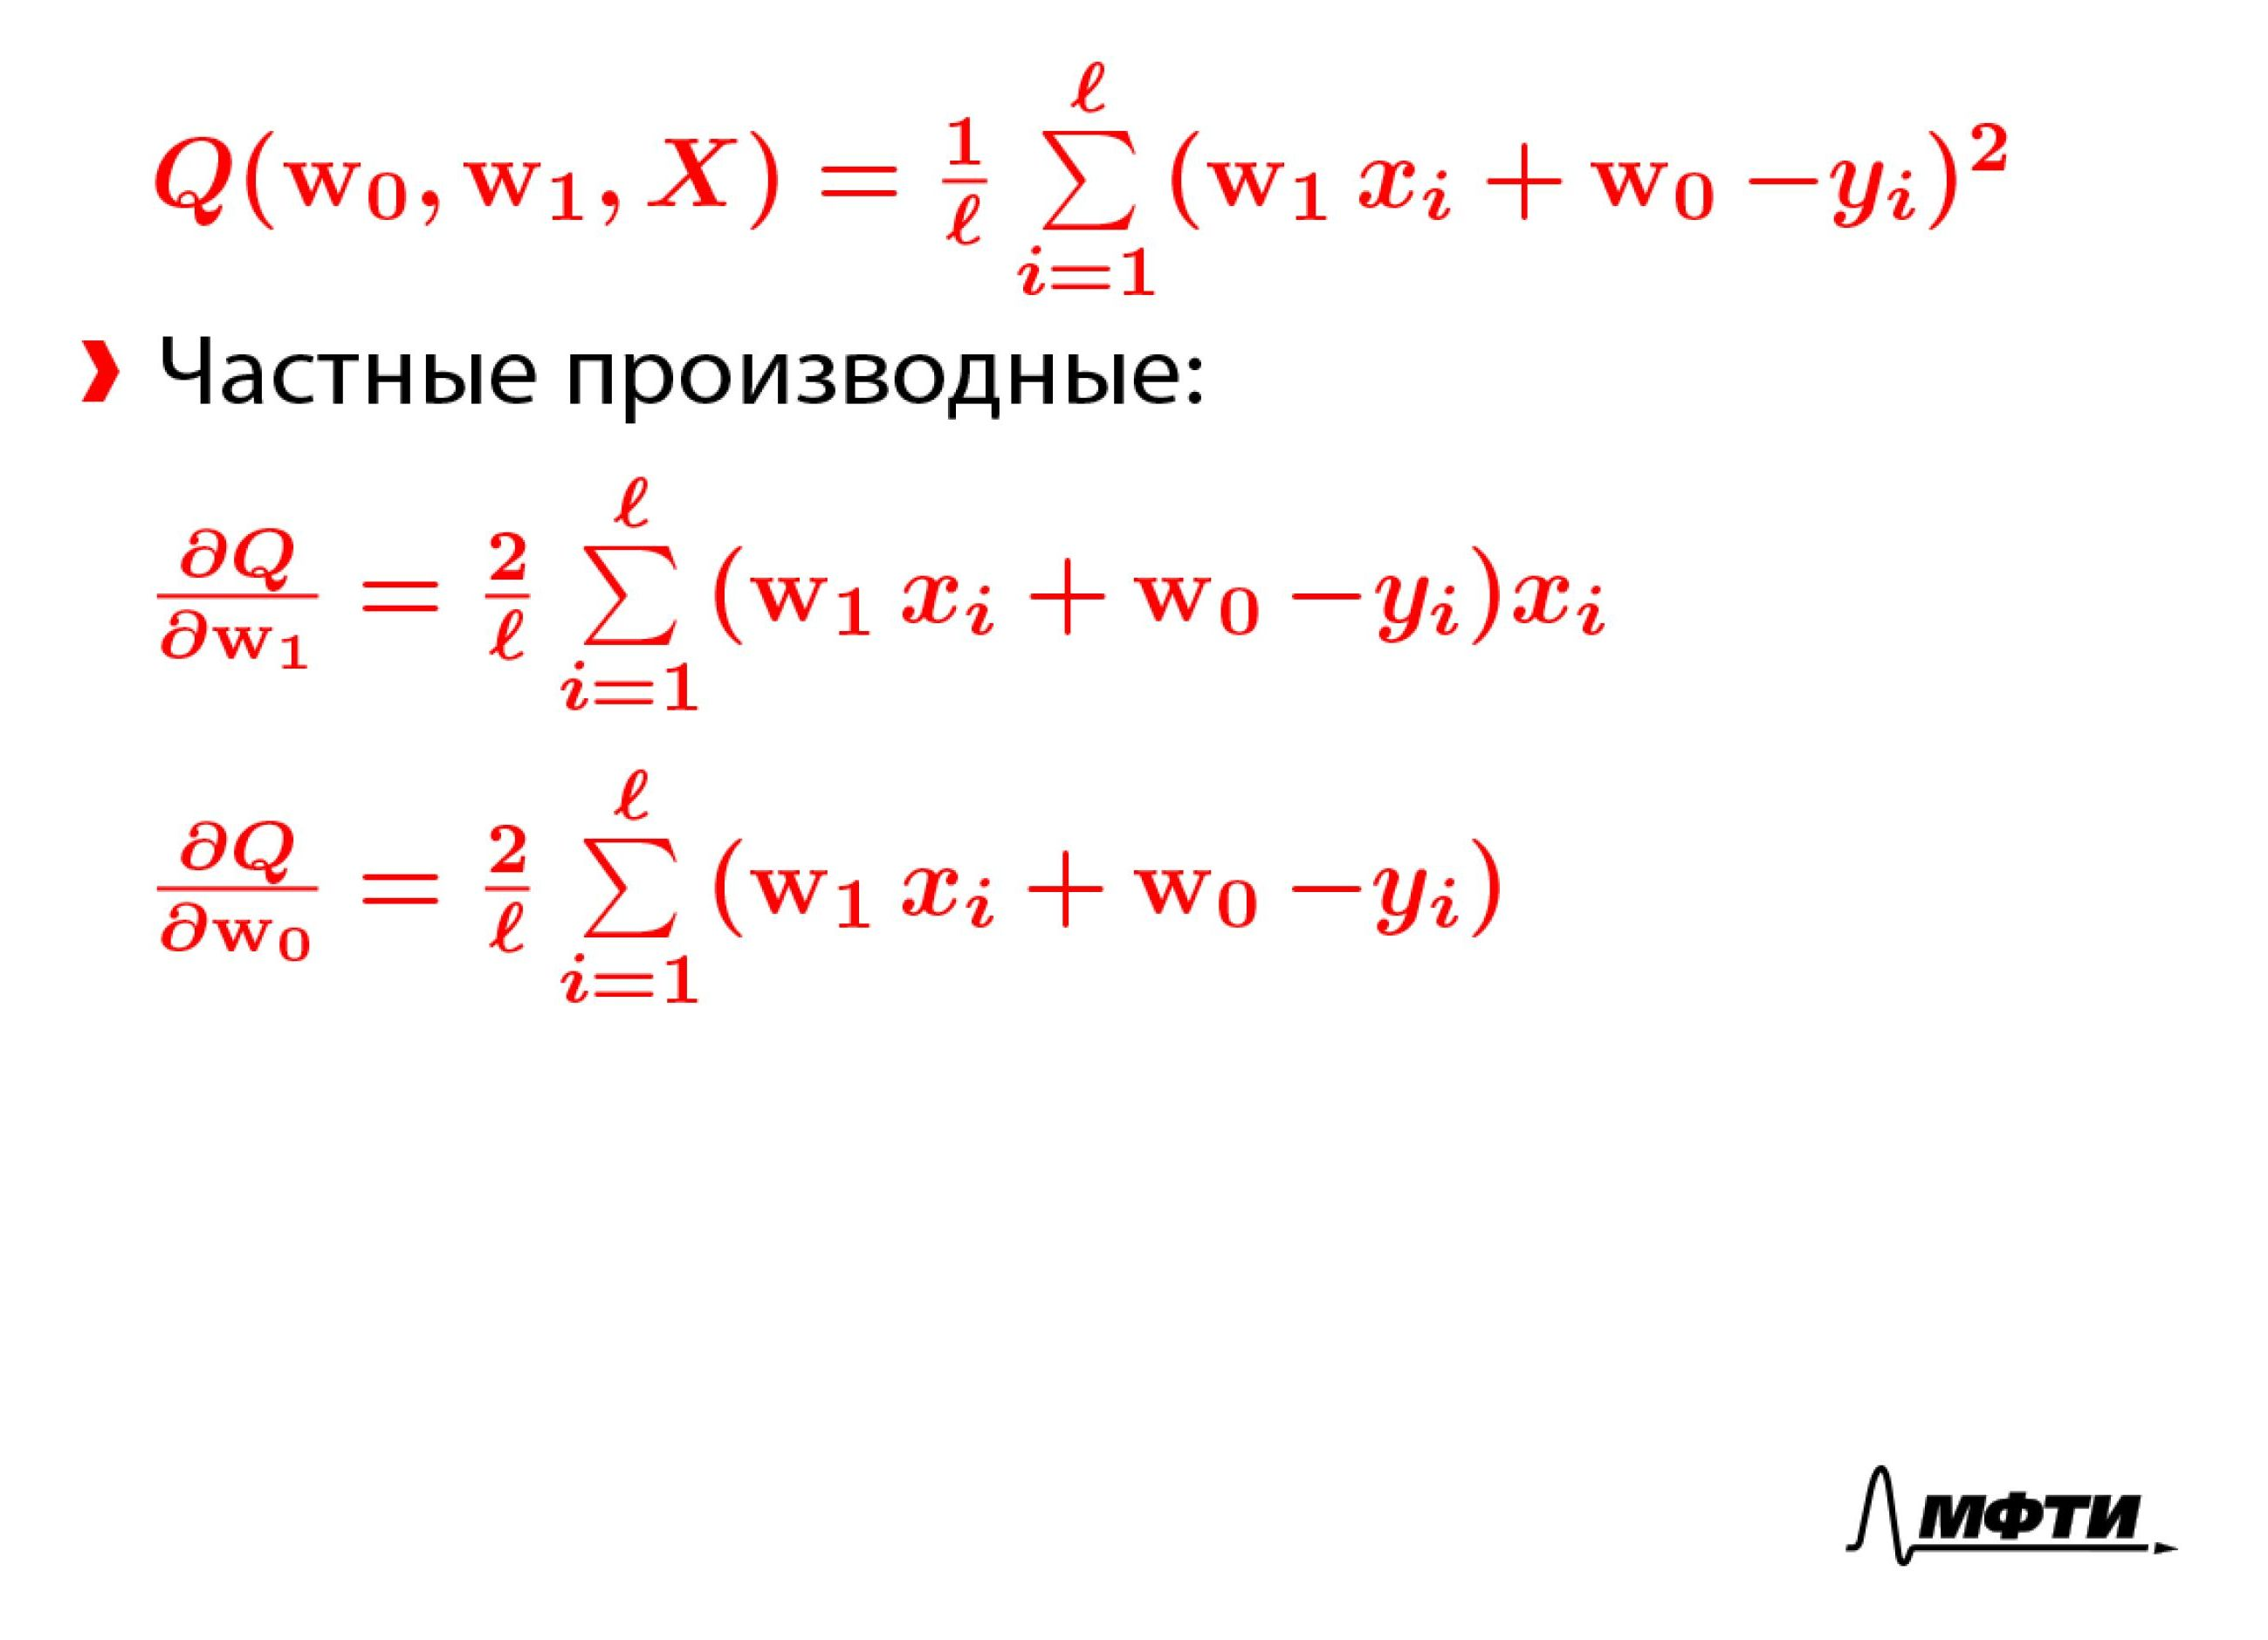 Q(w₀, w₁, X) = 1/ℓ ∑_{i=1}^{ℓ} (w₁ xᵢ + w₀ −yᵢ)²
Частные производные:
∂Q/∂w₁ = 2/ℓ ∑_{i=1}^{ℓ} (w₁ xᵢ + w₀ −yᵢ)xᵢ
∂Q/∂w₀ = 2/ℓ ∑_{i=1}^{ℓ} (w₁ xᵢ + w₀ −yᵢ)
МФТИ